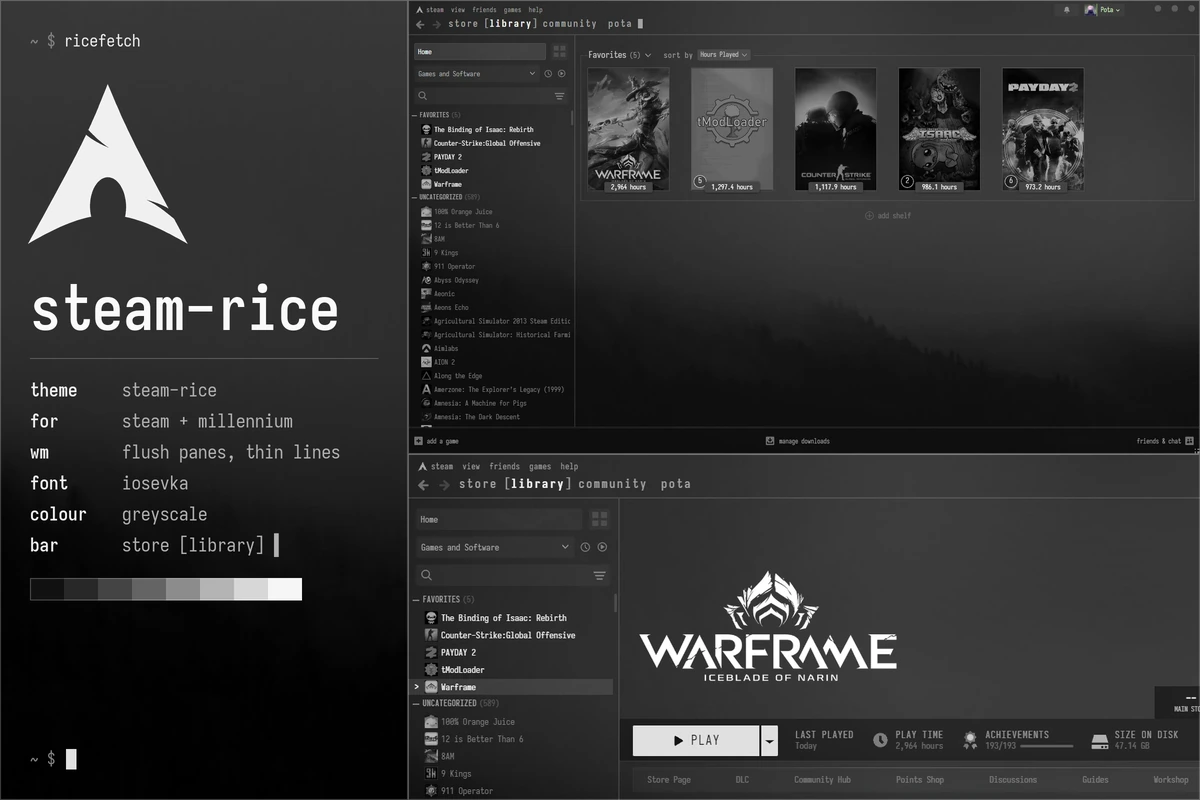 ~ $ ricefetch
steam-rice
theme steam-rice
for steam + millennium
wm flush panes, thin lines
font iosevka
colour greyscale
bar store [library]
~ $
steam view friends games help
Pota
store [library] community pota
Home
Games and Software
FAVORITES (5)
The Binding of Isaac: Rebirth
Counter-Strike:Global Offensive
PAYDAY 2
tModLoader
Warframe
UNCATEGORIZED (509)
100% Orange Juice
12 is Better Than 6
8AM
9 Kings
911 Operator
Abyss Odyssey
Aeonic
Aeons Echo
Agricultural Simulator 2013 Steam Editic
Agricultural Simulator: Historical Farmi
Aimlabs
AION 2
Along the Edge
Amerzone: The Explorer's Legacy (1999)
Amnesia: A Machine for Pigs
Amnesia: The Dark Descent
Favorites (5) sort by Hours Played
WARFRAME
2,964 hours
tModLoader
5
1,297.4 hours
COUNTER STRIKE
1,117.9 hours
ISAAC
2
986.1 hours
PAYDAY 2
6
973.2 hours
add shelf
add a game
manage downloads
friends & chat
steam view friends games help
store [library] community pota
Home
Games and Software
FAVORITES (5)
The Binding of Isaac: Rebirth
Counter-Strike:Global Offensive
PAYDAY 2
tModLoader
> Warframe
UNCATEGORIZED (509)
100% Orange Juice
12 is Better Than 6
8AM
9 Kings
911 Operator
WARFRAME
ICEBLADE OF NARIN
--
MAIN STO
PLAY
LAST PLAYED
Today
PLAY TIME
2,964 hours
ACHIEVEMENTS
193/193
SIZE ON DISK
47.14 GB
Store Page DLC Community Hub Points Shop Discussions Guides Workshop